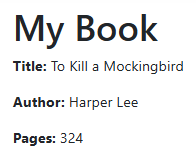 My Book
Title: To Kill a Mockingbird
Author: Harper Lee
Pages: 324